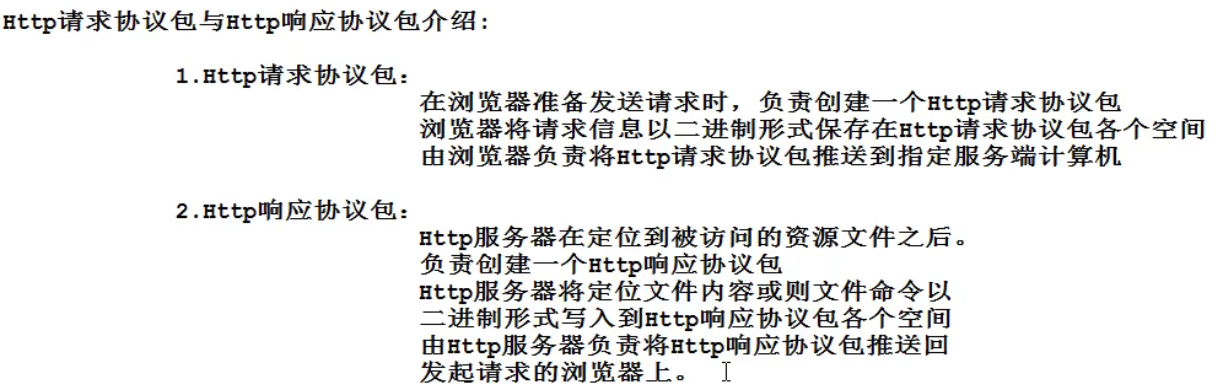 Http请求协议包与Http响应协议包介绍:
1.Http请求协议包:
在浏览器准备发送请求时，负责创建一个Http请求协议包
浏览器将请求信息以二进制形式保存在Http请求协议包各个空间
由浏览器负责将Http请求协议包推送到指定服务端计算机
2.Http响应协议包:
Http服务器在定位到被访问的资源文件之后。
负责创建一个Http响应协议包
Http服务器将定位文件内容或则文件命令以
二进制形式写入到Http响应协议包各个空间
由Http服务器负责将Http响应协议包推送回
发起请求的浏览器上。